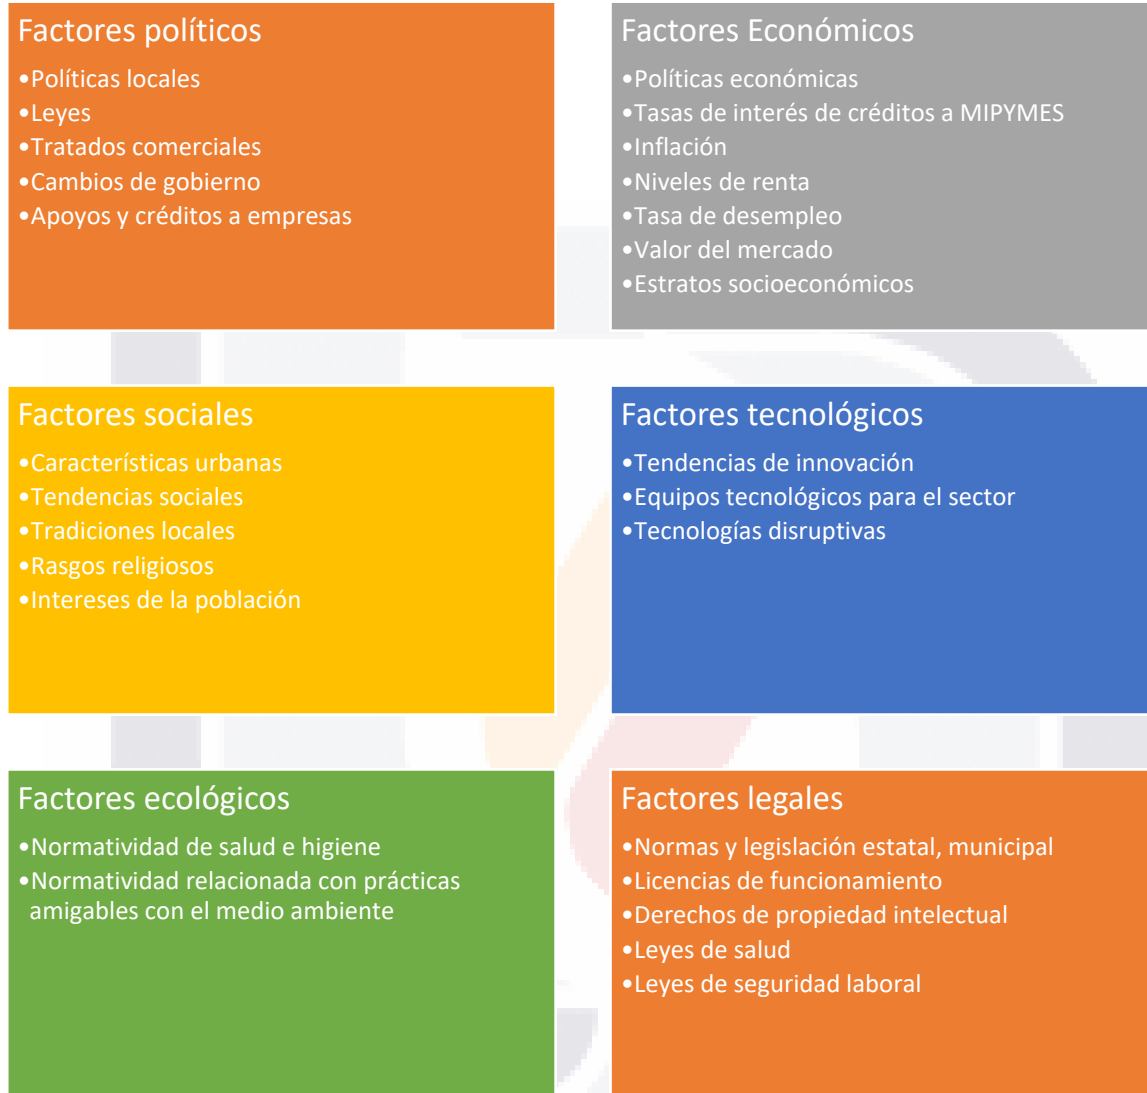 Factores políticos
•Políticas locales
•Leyes
•Tratados comerciales
•Cambios de gobierno
•Apoyos y créditos a empresas
Factores Económicos
•Políticas económicas
•Tasas de interés de créditos a MIPYMES
•Inflación
•Niveles de renta
•Tasa de desempleo
•Valor del mercado
•Estratos socioeconómicos
Factores sociales
•Características urbanas
•Tendencias sociales
•Tradiciones locales
•Rasgos religiosos
•Intereses de la población
Factores tecnológicos
•Tendencias de innovación
•Equipos tecnológicos para el sector
•Tecnologías disruptivas
Factores ecológicos
•Normatividad de salud e higiene
•Normatividad relacionada con prácticas
amigables con el medio ambiente
Factores legales
•Normas y legislación estatal, municipal
•Licencias de funcionamiento
•Derechos de propiedad intelectual
•Leyes de salud
•Leyes de seguridad laboral